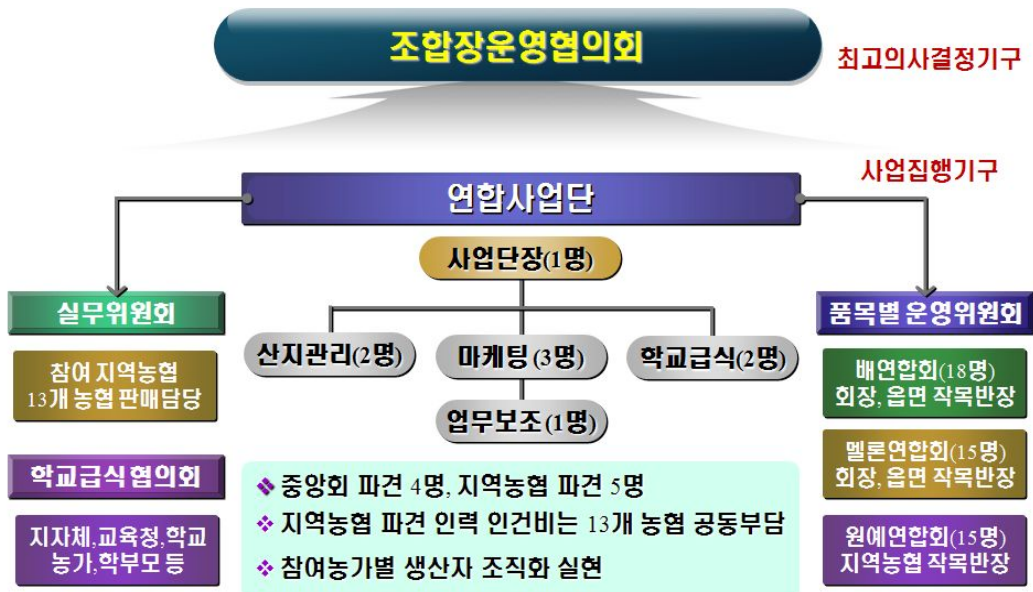 조합장운영협의회
최고의사결정기구
사업집행기구
연합사업단
사업단장(1명)
산지관리(2명)
마케팅(3명)
학교급식(2명)
업무보조(1명)
실무위원회
참여 지역농협
13개 농협 판매담당
학교급식협의회
지자체,교육청,학교
농가,학부모 등
중앙회 파견 4명, 지역농협 파견 5명
지역농협 파견 인력 인건비는 13개 농협 공동부담
참여농가별 생산자 조직화 실현
품목별 운영위원회
배연합회(18명)
회장, 읍면 작목반장
멜론연합회(15명)
회장, 읍면 작목반장
원예연합회(15명)
지역농협 작목반장